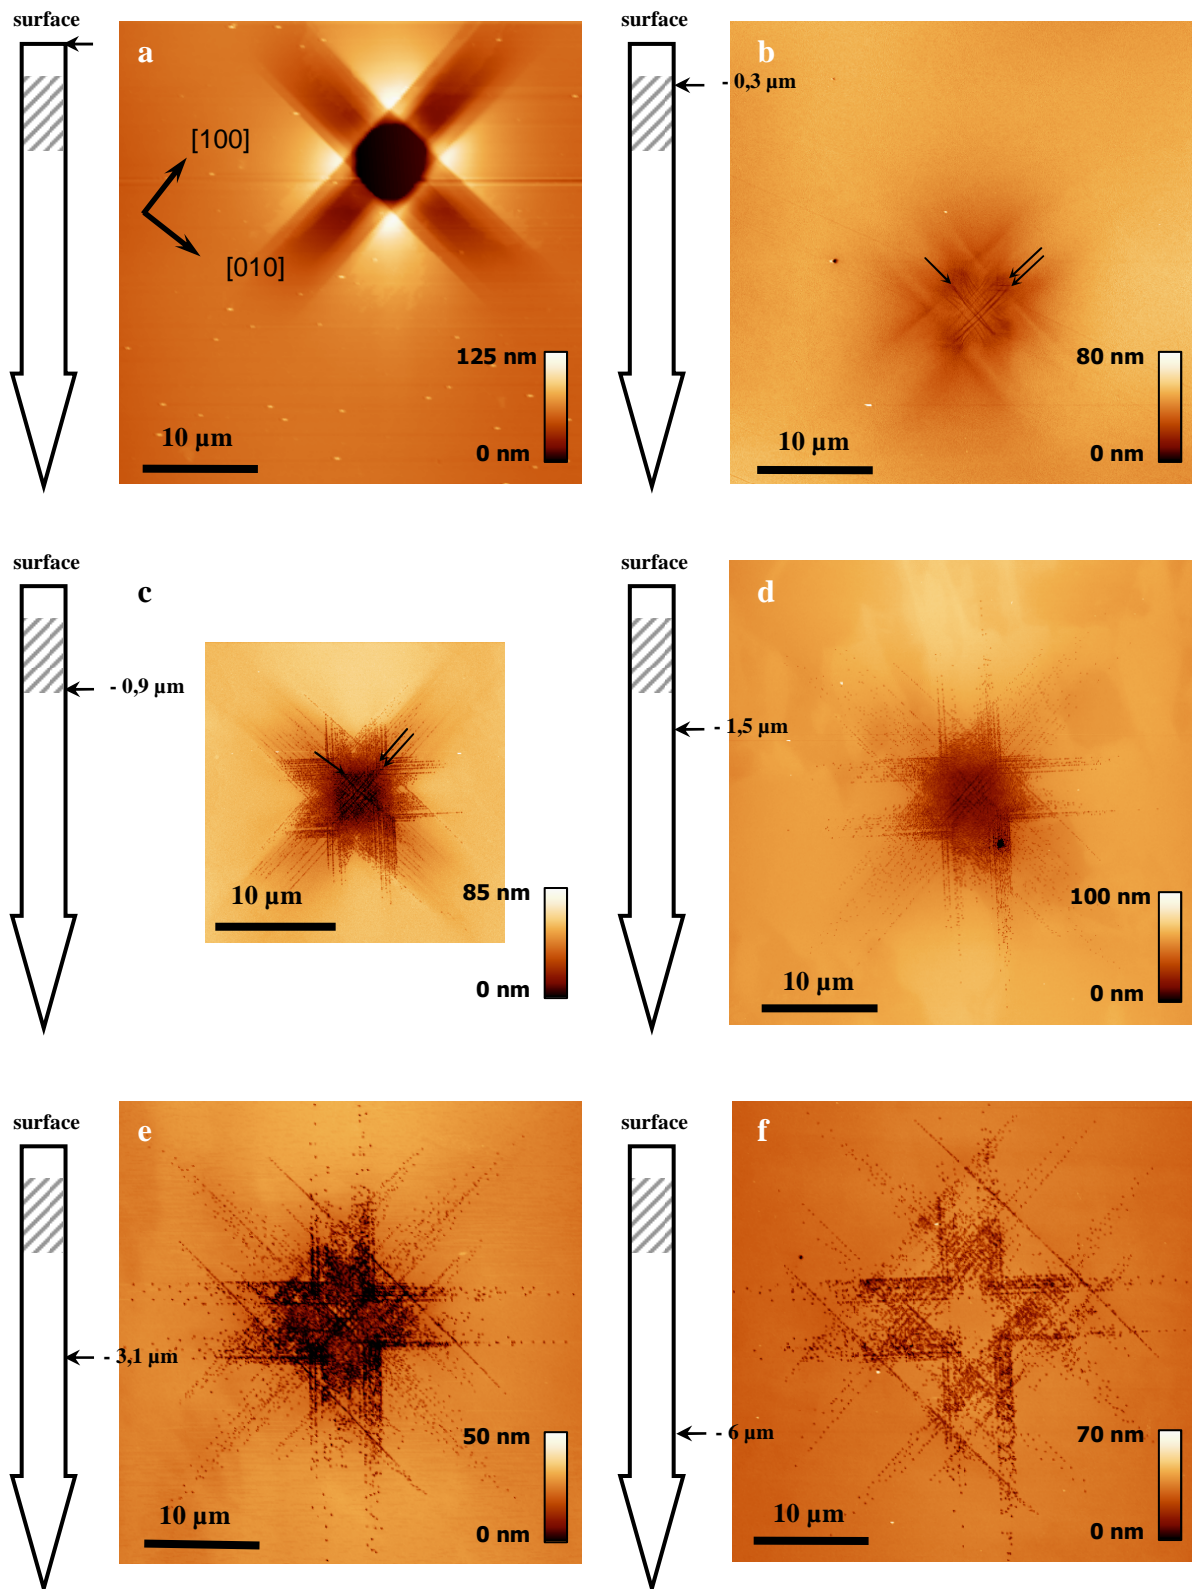 surface
a
[100]
[010]
125 nm
0 nm
10 µm
surface
- 0,3 µm
b
80 nm
0 nm
10 µm
surface
- 0,9 µm
c
85 nm
0 nm
10 µm
surface
- 1,5 µm
d
100 nm
0 nm
10 µm
surface
- 3,1 µm
e
50 nm
0 nm
10 µm
surface
- 6 µm
f
70 nm
0 nm
10 µm